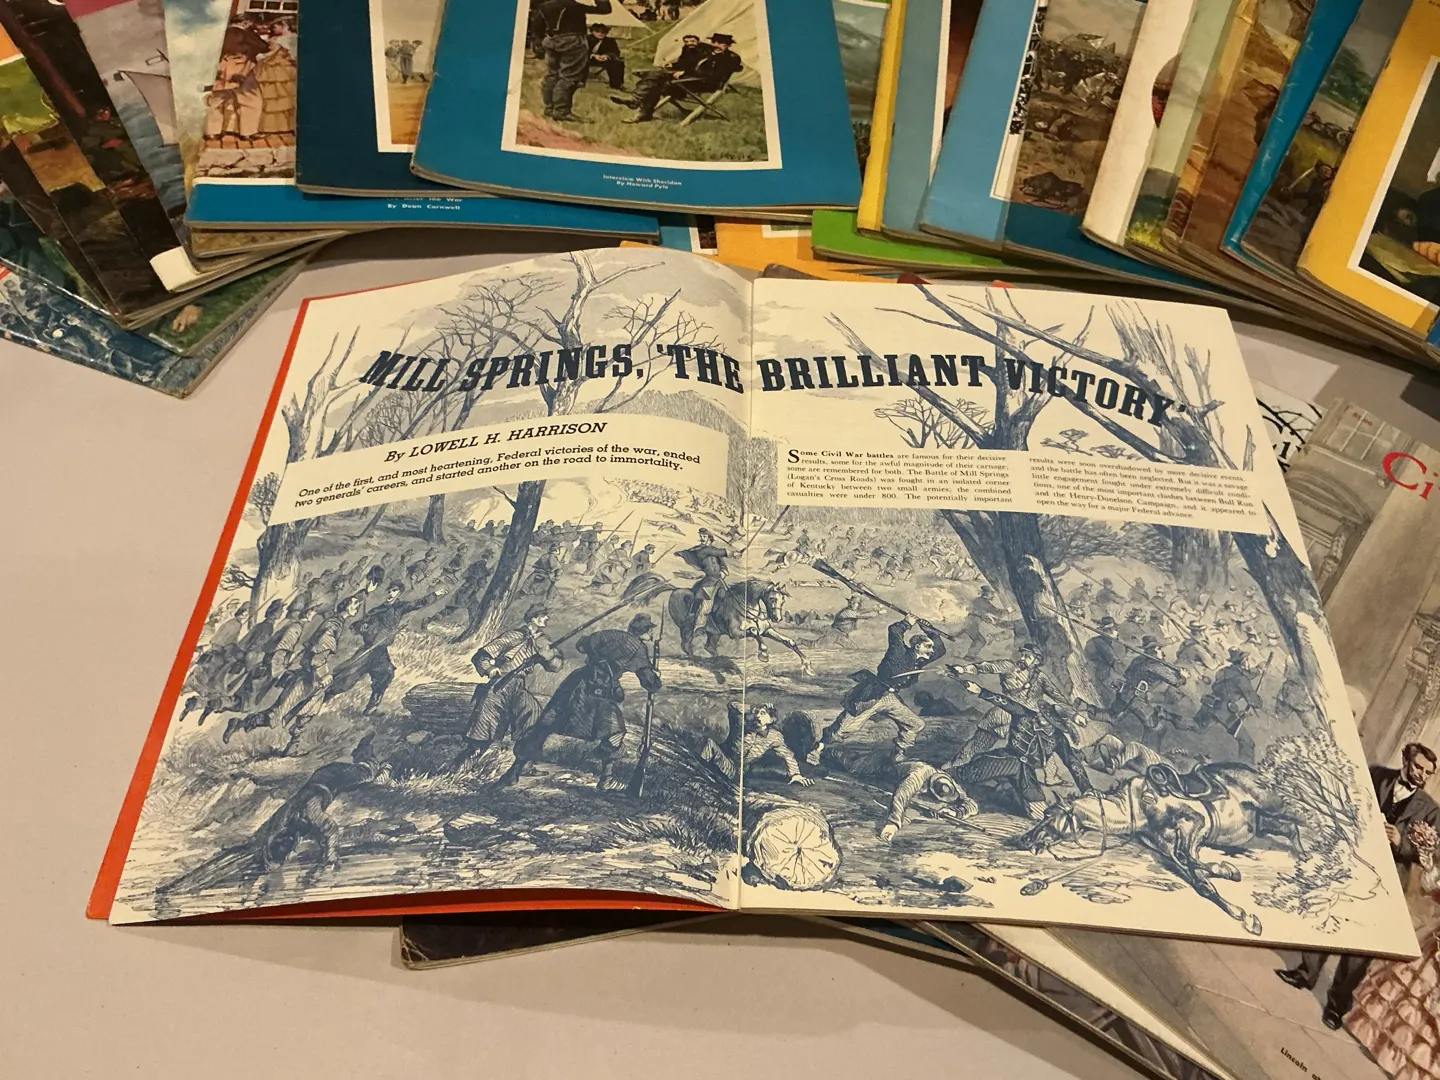 Interview With Sheridan
By Howard Pyle
After the War
By Dean Cornwell
MILL SPRINGS, 'THE BRILLIANT VICTORY'
By LOWELL H. HARRISON
One of the first, and most heartening, Federal victories of the war, ended
two generals' careers, and started another on the road to immortality.
Some Civil War battles are famous for their decisive
results, some for the awful magnitude of their carnage;
some are remembered for both. The Battle of Mill Springs
(Logan's Cross Roads) was fought in an isolated corner
of Kentucky between two small armies; the combined
casualties were under 800. The potentially important
results were soon overshadowed by more decisive events,
and the battle has often been neglected. But it was a savage
little engagement fought under extremely difficult condi-
tions, one of the most important clashes between Bull Run
and the Henry-Donelson Campaign, and it appeared to
open the way for a major Federal advance.
Ci
Lincoln